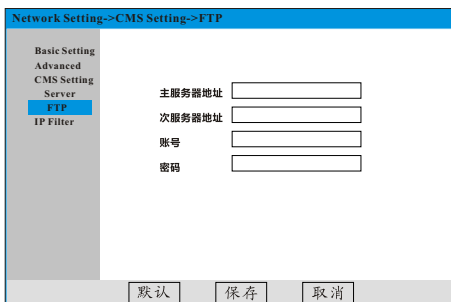 Network Setting->CMS Setting->FTP
Basic Setting
Advanced
CMS Setting
Server
FTP
IP Filter
主服务器地址
次服务器地址
账号
密码
默认 保存 取消